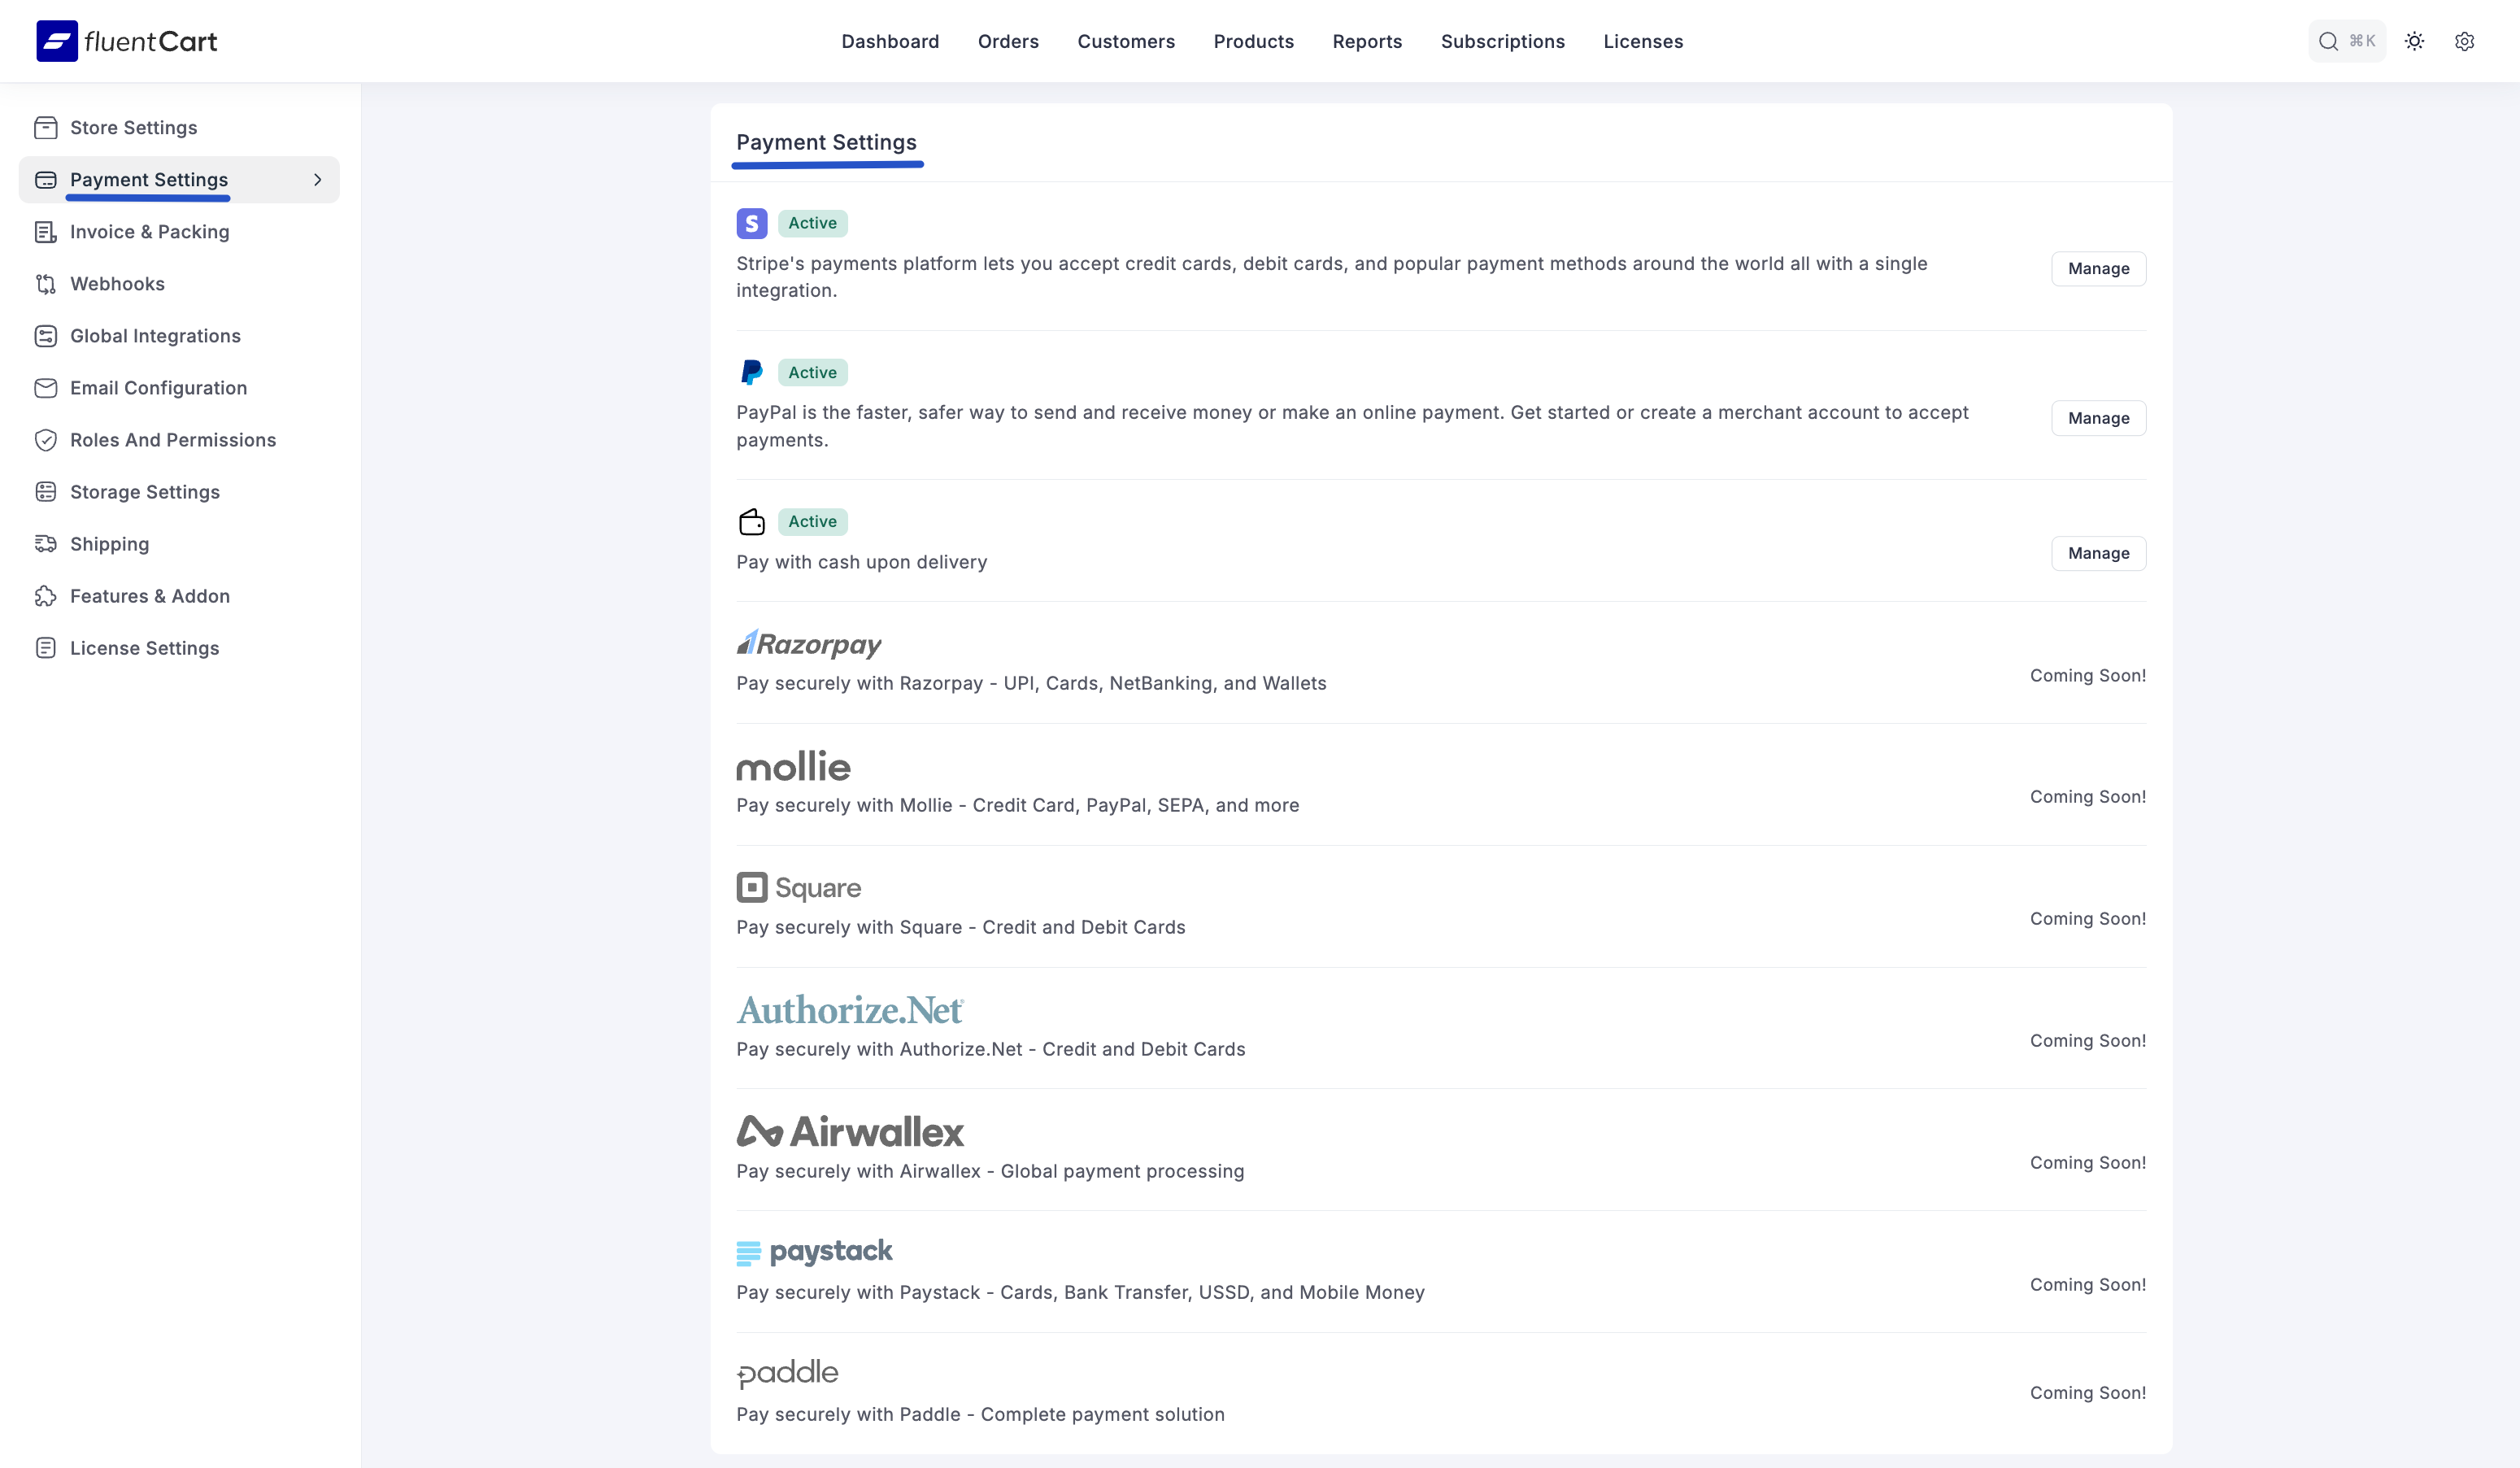 fluentCart
Dashboard
Orders
Customers
Products
Reports
Subscriptions
Licenses
⌘K
Store Settings
Payment Settings
Invoice & Packing
Webhooks
Global Integrations
Email Configuration
Roles And Permissions
Storage Settings
Shipping
Features & Addon
License Settings
Payment Settings
S Active
Stripe's payments platform lets you accept credit cards, debit cards, and popular payment methods around the world all with a single
integration.
Manage
Active
PayPal is the faster, safer way to send and receive money or make an online payment. Get started or create a merchant account to accept
payments.
Manage
Active
Pay with cash upon delivery
Manage
Razorpay
Pay securely with Razorpay - UPI, Cards, NetBanking, and Wallets
Coming Soon!
mollie
Pay securely with Mollie - Credit Card, PayPal, SEPA, and more
Coming Soon!
Square
Pay securely with Square - Credit and Debit Cards
Coming Soon!
Authorize.Net
Pay securely with Authorize.Net - Credit and Debit Cards
Coming Soon!
Airwallex
Pay securely with Airwallex - Global payment processing
Coming Soon!
paystack
Pay securely with Paystack - Cards, Bank Transfer, USSD, and Mobile Money
Coming Soon!
paddle
Pay securely with Paddle - Complete payment solution
Coming Soon!